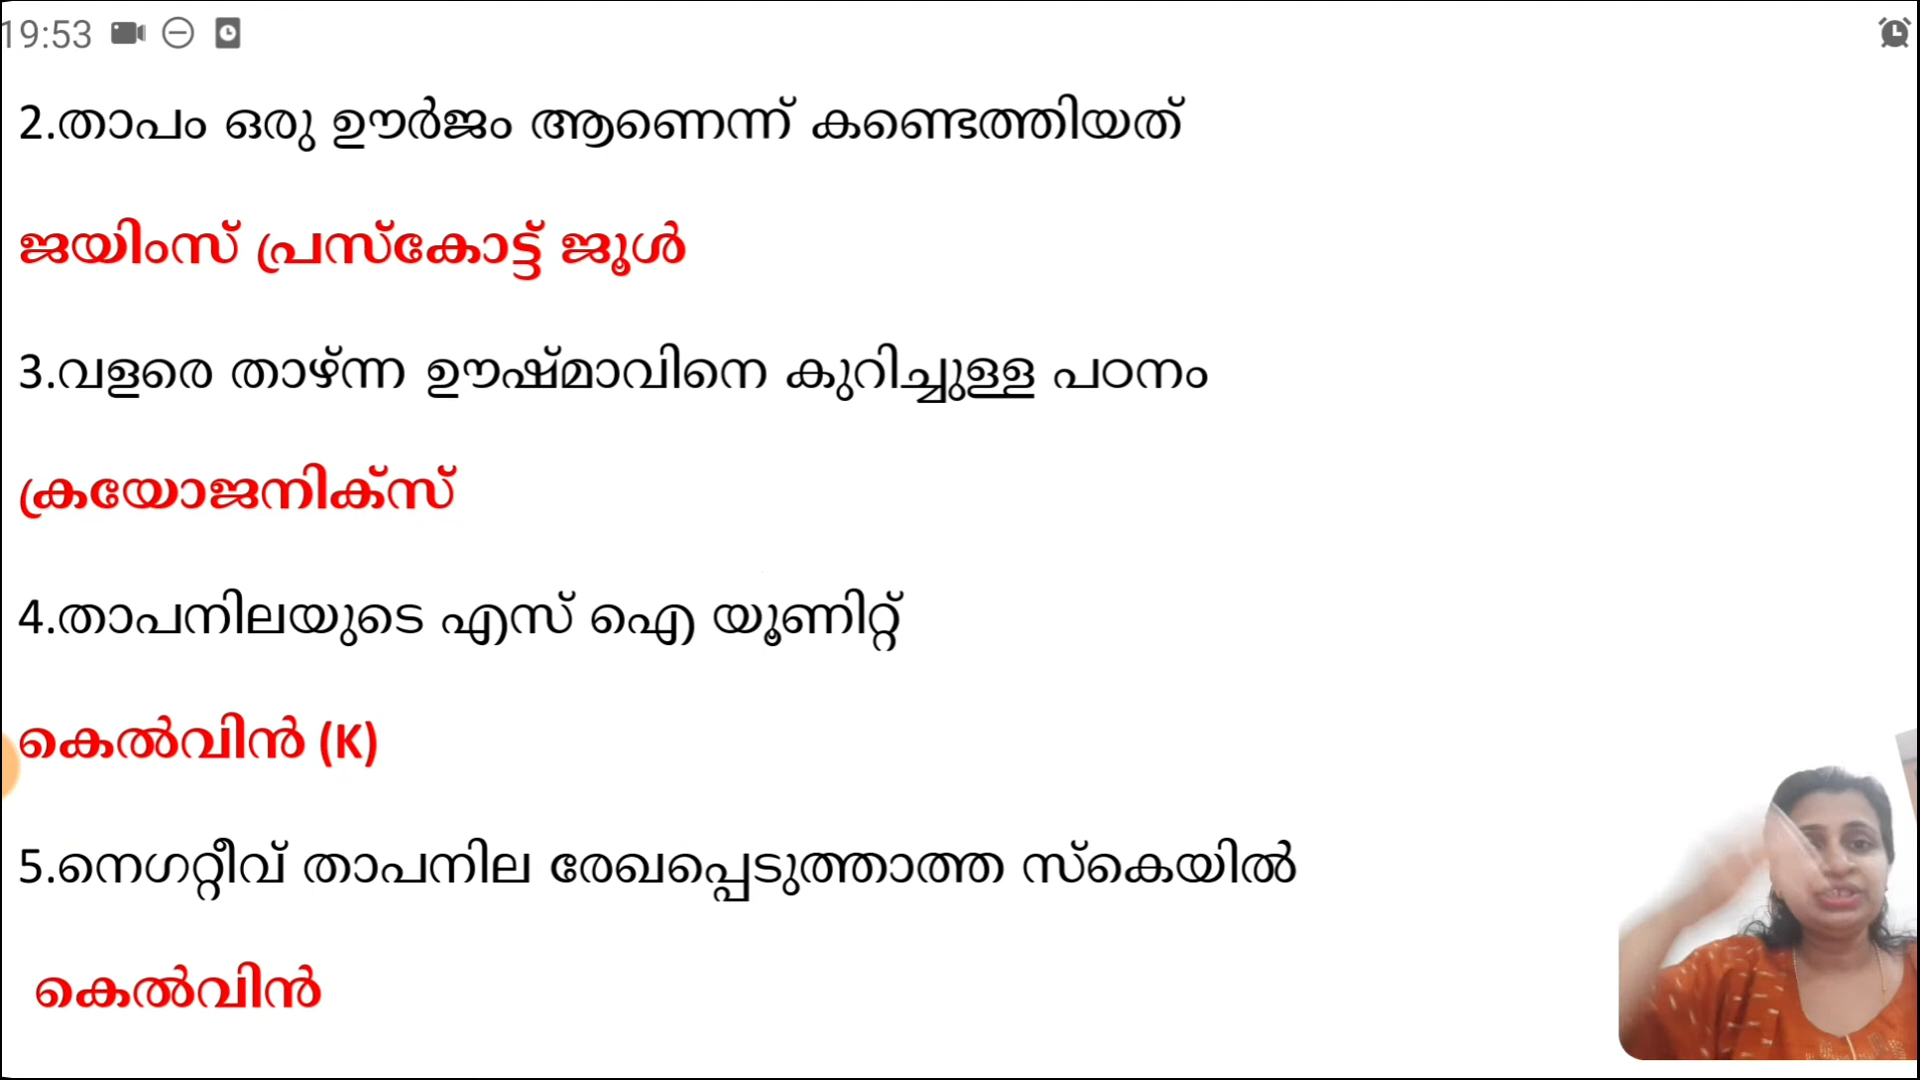 19:53
2.താപം ഒരു ഊർജം ആണെന്ന് കണ്ടെത്തിയത്
ജയിംസ് പ്രസ്കോട്ട് ജൂൾ
3.വളരെ താഴ്ന്ന ഊഷ്മാവിനെ കുറിച്ചുള്ള പഠനം
ക്രയോജനിക്സ്
4.താപനിലയുടെ എസ് ഐ യൂണിറ്റ്
കെൽവിൻ (K)
5.നെഗറ്റീവ് താപനില രേഖപ്പെടുത്താത്ത സ്കെയിൽ
കെൽവിൻ